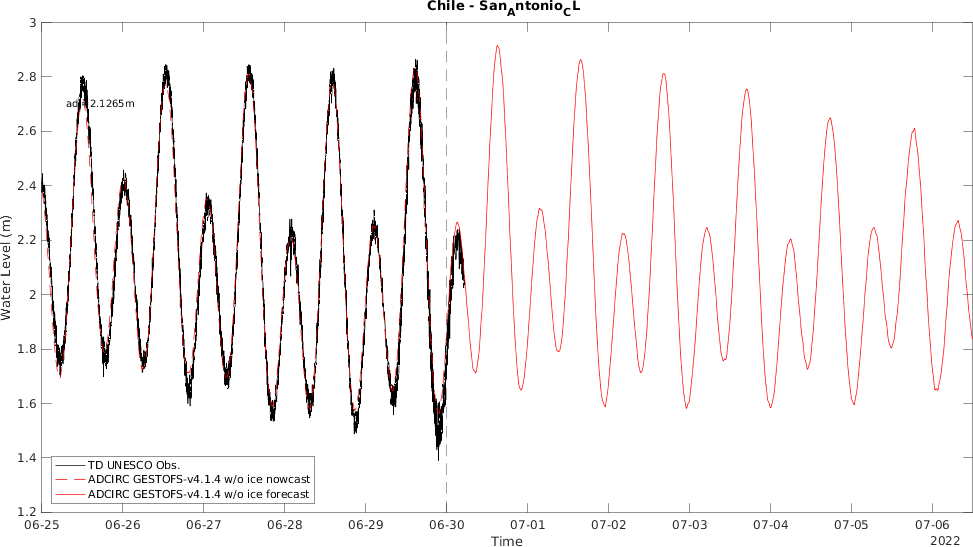 Chile - SanAntonioCL
3
2.8
2.6
2.4
2.2
2
1.8
1.6
1.4
1.2
Water Level (m)
2.1265m
TD UNESCO Obs.
ADCIRC GESTOFS-v4.1.4 w/o ice nowcast
ADCIRC GESTOFS-v4.1.4 w/o ice forecast
06-25 06-26 06-27 06-28 06-29 06-30 07-01 07-02 07-03 07-04 07-05 07-06
Time
2022